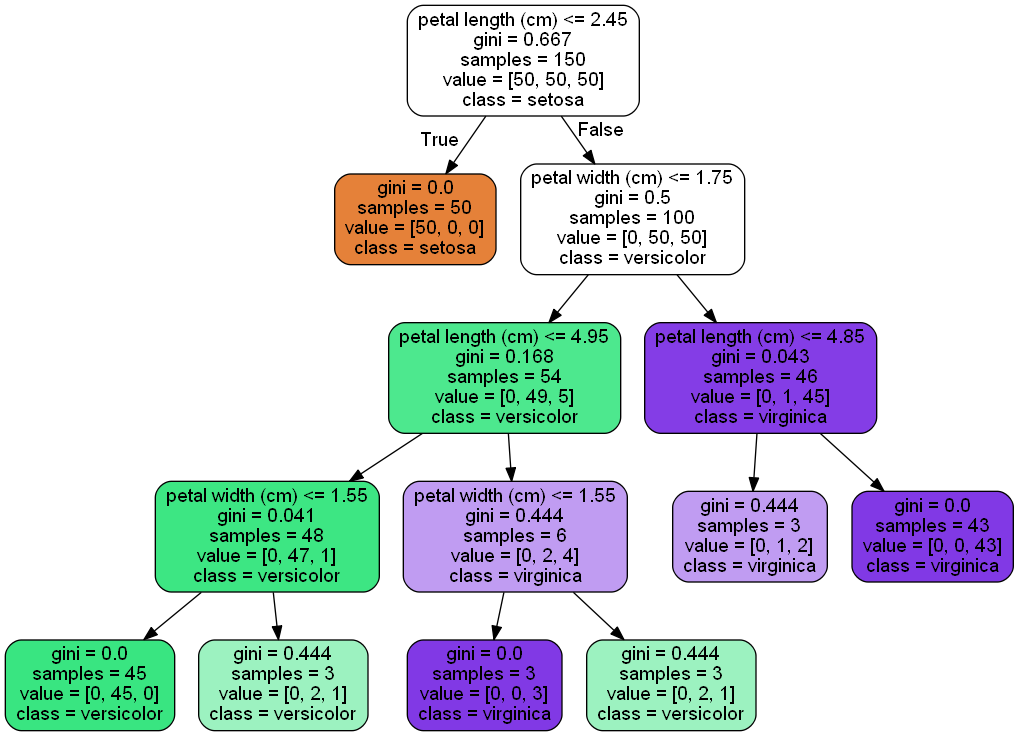 petal length (cm) <= 2.45
gini = 0.667
samples = 150
value = [50, 50, 50]
class = setosa
True
False
gini = 0.0
samples = 50
value = [50, 0, 0]
class = setosa
petal width (cm) <= 1.75
gini = 0.5
samples = 100
value = [0, 50, 50]
class = versicolor
petal length (cm) <= 4.95
gini = 0.168
samples = 54
value = [0, 49, 5]
class = versicolor
petal length (cm) <= 4.85
gini = 0.043
samples = 46
value = [0, 1, 45]
class = virginica
petal width (cm) <= 1.55
gini = 0.041
samples = 48
value = [0, 47, 1]
class = versicolor
petal width (cm) <= 1.55
gini = 0.444
samples = 6
value = [0, 2, 4]
class = virginica
gini = 0.444
samples = 3
value = [0, 1, 2]
class = virginica
gini = 0.0
samples = 43
value = [0, 0, 43]
class = virginica
gini = 0.0
samples = 45
value = [0, 45, 0]
class = versicolor
gini = 0.444
samples = 3
value = [0, 2, 1]
class = versicolor
gini = 0.0
samples = 3
value = [0, 0, 3]
class = virginica
gini = 0.444
samples = 3
value = [0, 2, 1]
class = versicolor